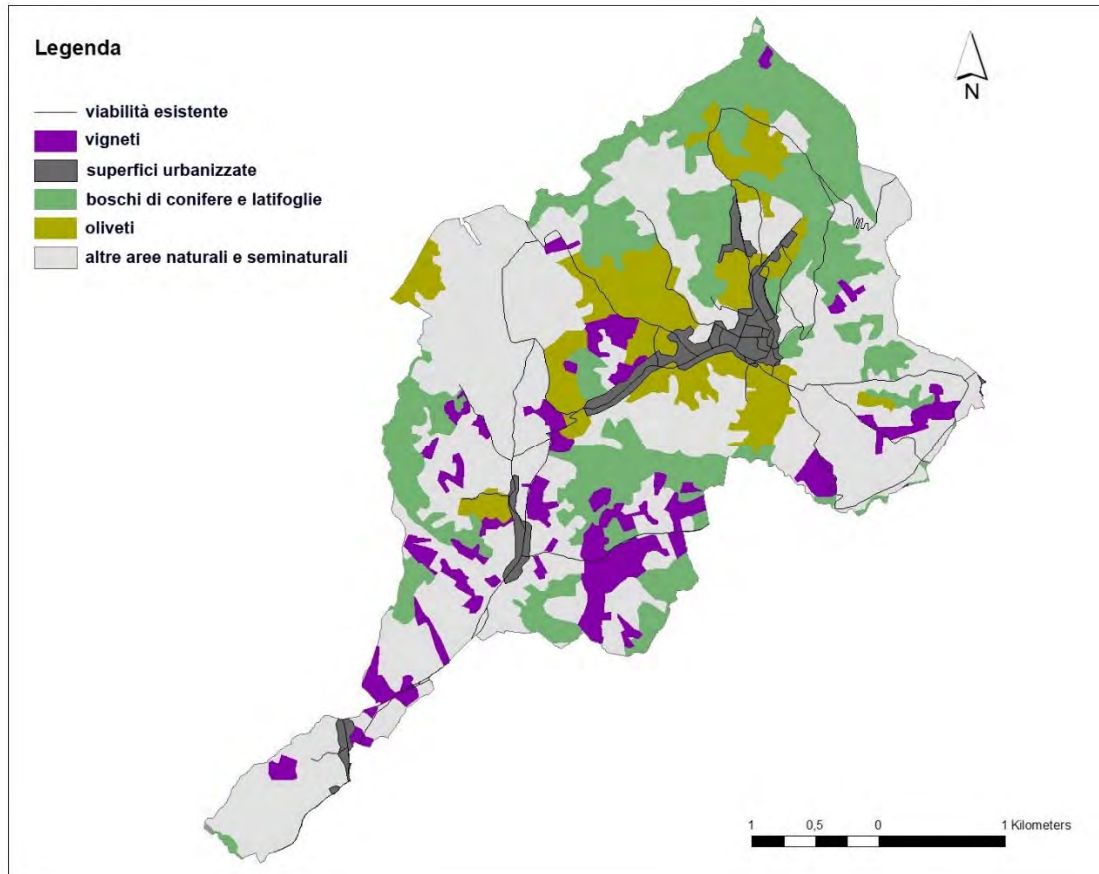 Legenda
viabilità esistente
vigneti
superfici urbanizzate
boschi di conifere e latifoglie
oliveti
altre aree naturali e seminaturali
N
1 0,5 0 1 Kilometers